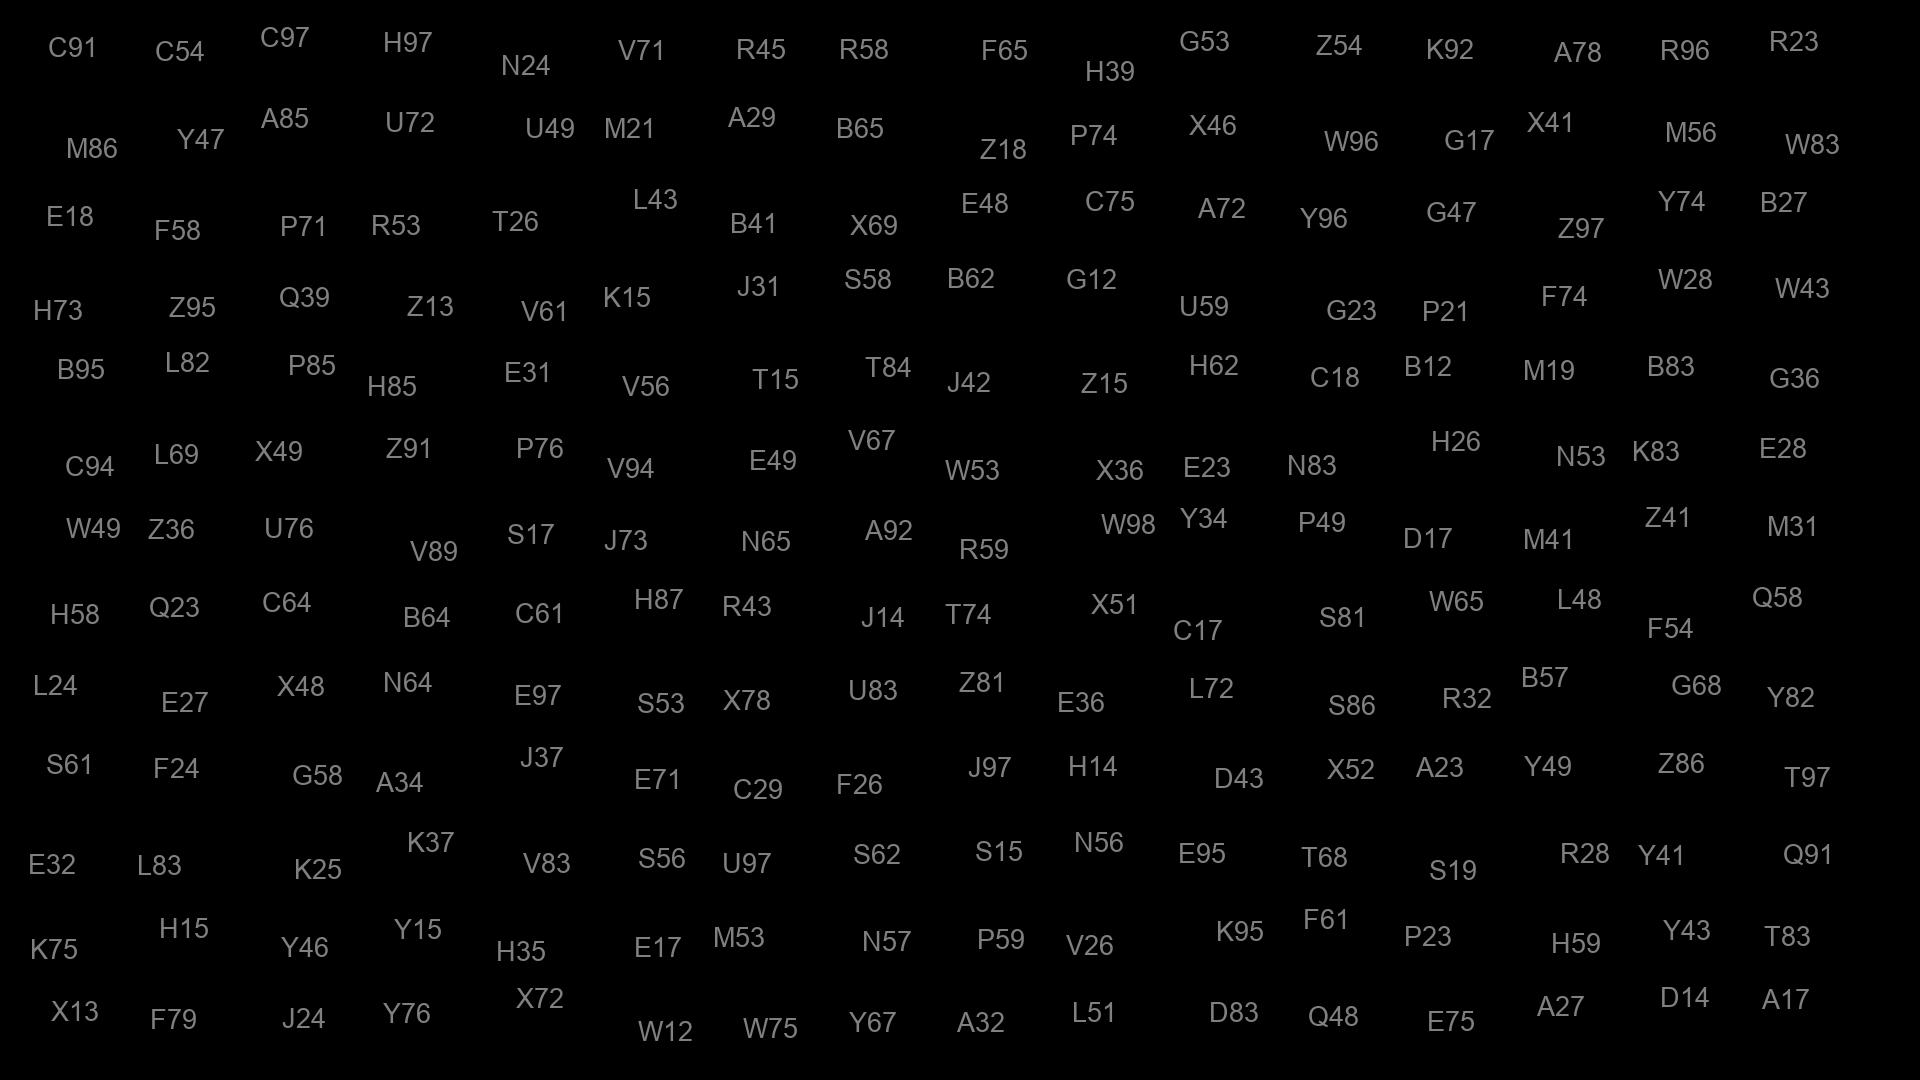 C91 C54 C97 H97 N24 V71 R45 R58 F65 H39 G53 Z54 K92 A78 R96 R23
M86 Y47 A85 U72 U49 M21 A29 B65 Z18 P74 X46 W96 G17 X41 M56 W83
E18 F58 P71 R53 T26 L43 B41 X69 E48 C75 A72 Y96 G47 Z97 Y74 B27
H73 Z95 Q39 Z13 V61 K15 J31 S58 B62 G12 U59 G23 P21 F74 W28 W43
B95 L82 P85 H85 E31 V56 T15 T84 J42 Z15 H62 C18 B12 M19 B83 G36
C94 L69 X49 Z91 P76 V94 E49 V67 W53 X36 E23 N83 H26 N53 K83 E28
W49 Z36 U76 V89 S17 J73 N65 A92 R59 W98 Y34 P49 D17 M41 Z41 M31
H58 Q23 C64 B64 C61 H87 R43 J14 T74 X51 C17 S81 W65 L48 F54 Q58
L24 E27 X48 N64 E97 S53 X78 U83 Z81 E36 L72 S86 R32 B57 G68 Y82
S61 F24 G58 A34 J37 E71 C29 F26 J97 H14 D43 X52 A23 Y49 Z86 T97
E32 L83 K25 K37 V83 S56 U97 S62 S15 N56 E95 T68 S19 R28 Y41 Q91
K75 H15 Y46 Y15 H35 E17 M53 N57 P59 V26 K95 F61 P23 H59 Y43 T83
X13 F79 J24 Y76 X72 W12 W75 Y67 A32 L51 D83 Q48 E75 A27 D14 A17